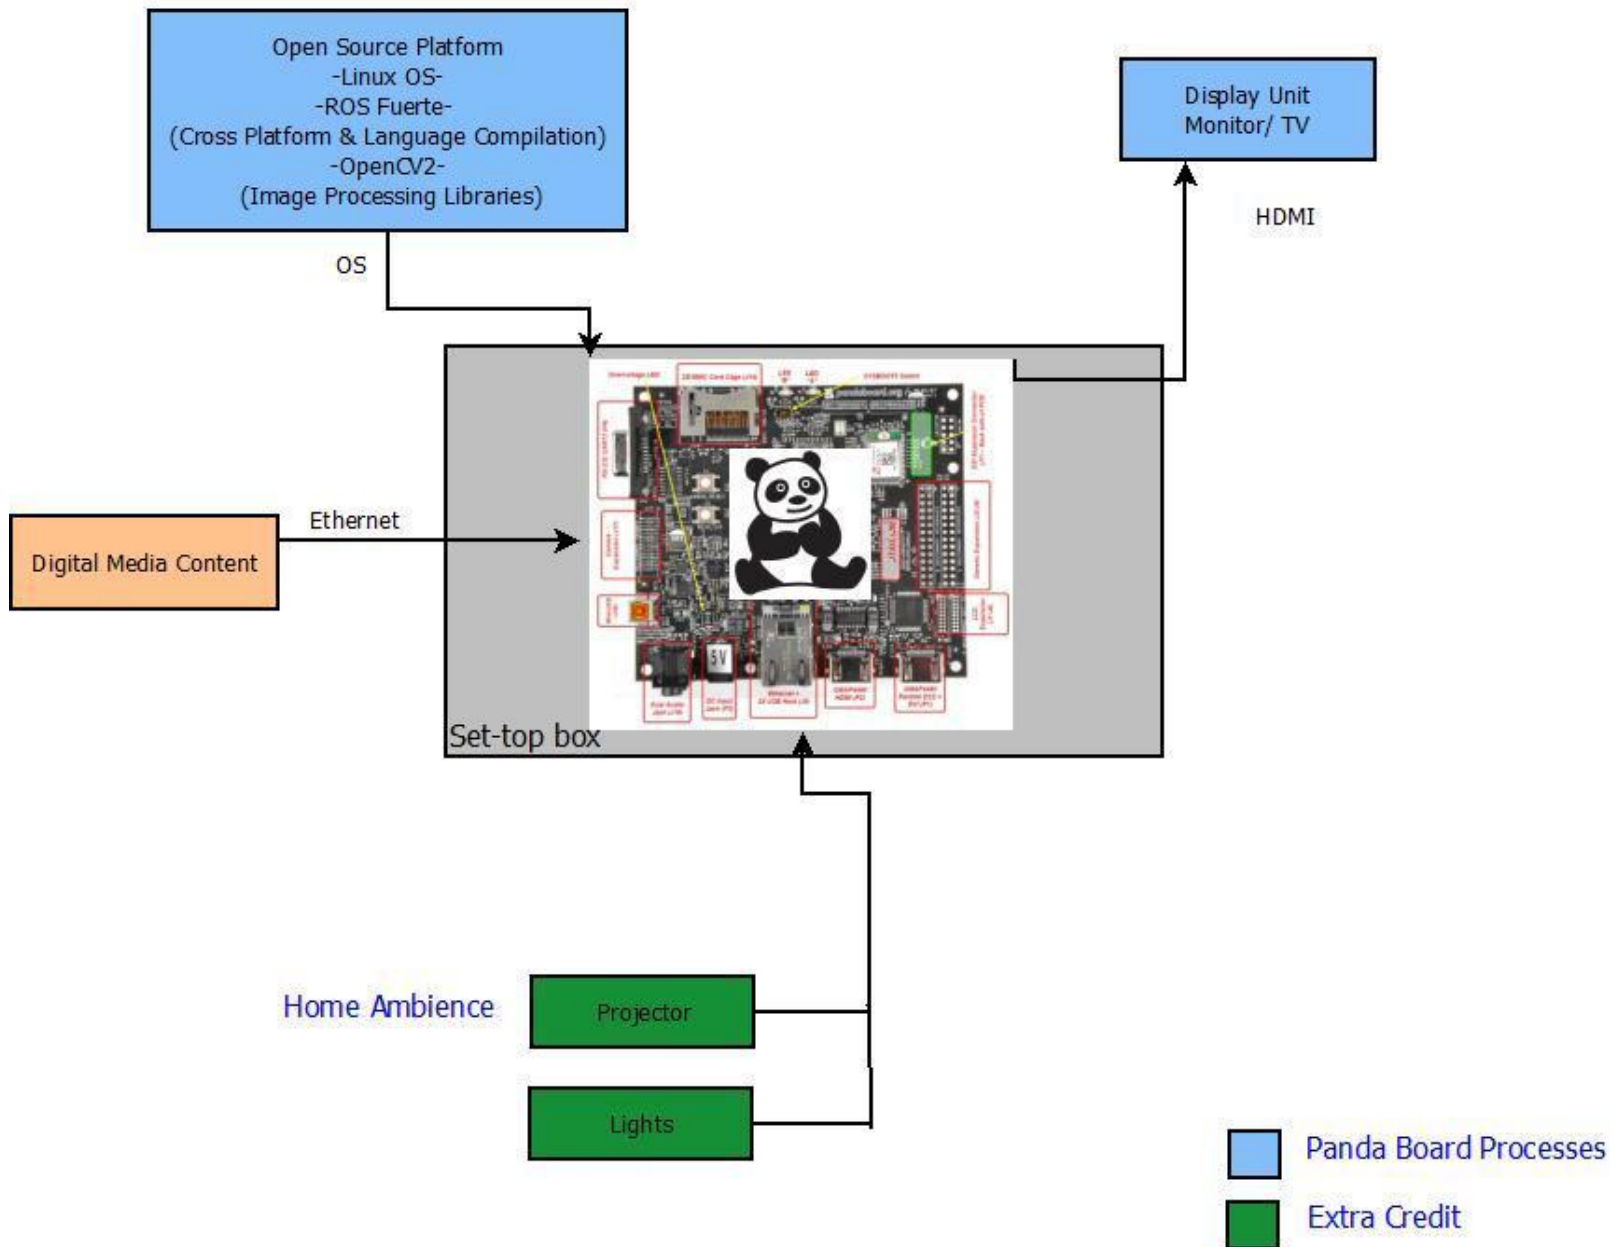 Open Source Platform
-Linux OS-
-ROS Fuerte-
(Cross Platform & Language Compilation)
-OpenCV2-
(Image Processing Libraries)
Display Unit
Monitor/ TV
HDMI
OS
Ethernet
Digital Media Content
5V
Set-top box
Home Ambience
Projector
Lights
Panda Board Processes
Extra Credit